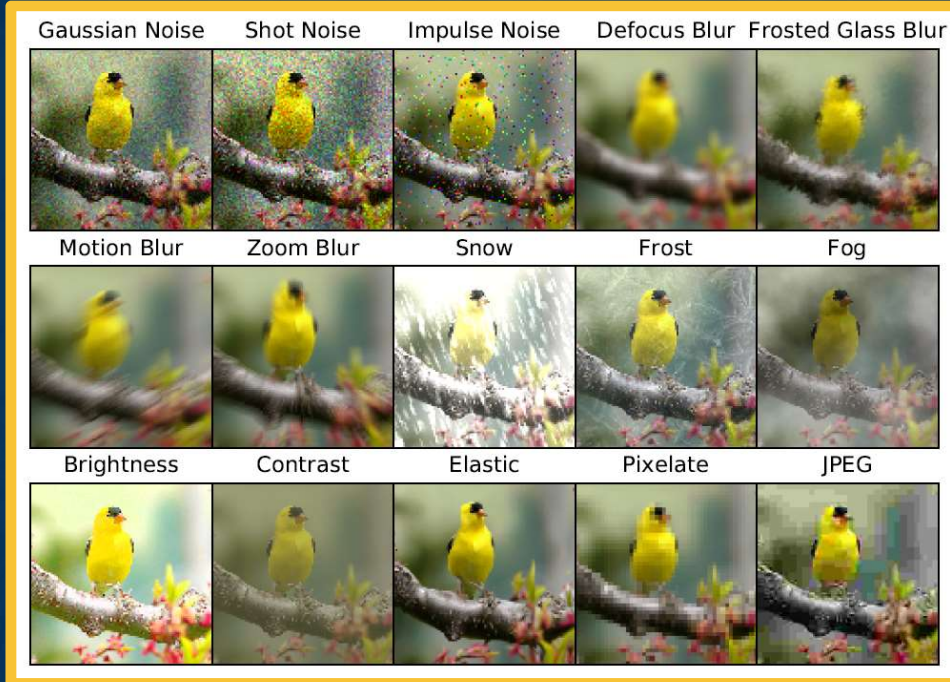 Gaussian Noise Shot Noise Impulse Noise Defocus Blur Frosted Glass Blur
Motion Blur Zoom Blur Snow Frost Fog
Brightness Contrast Elastic Pixelate JPEG